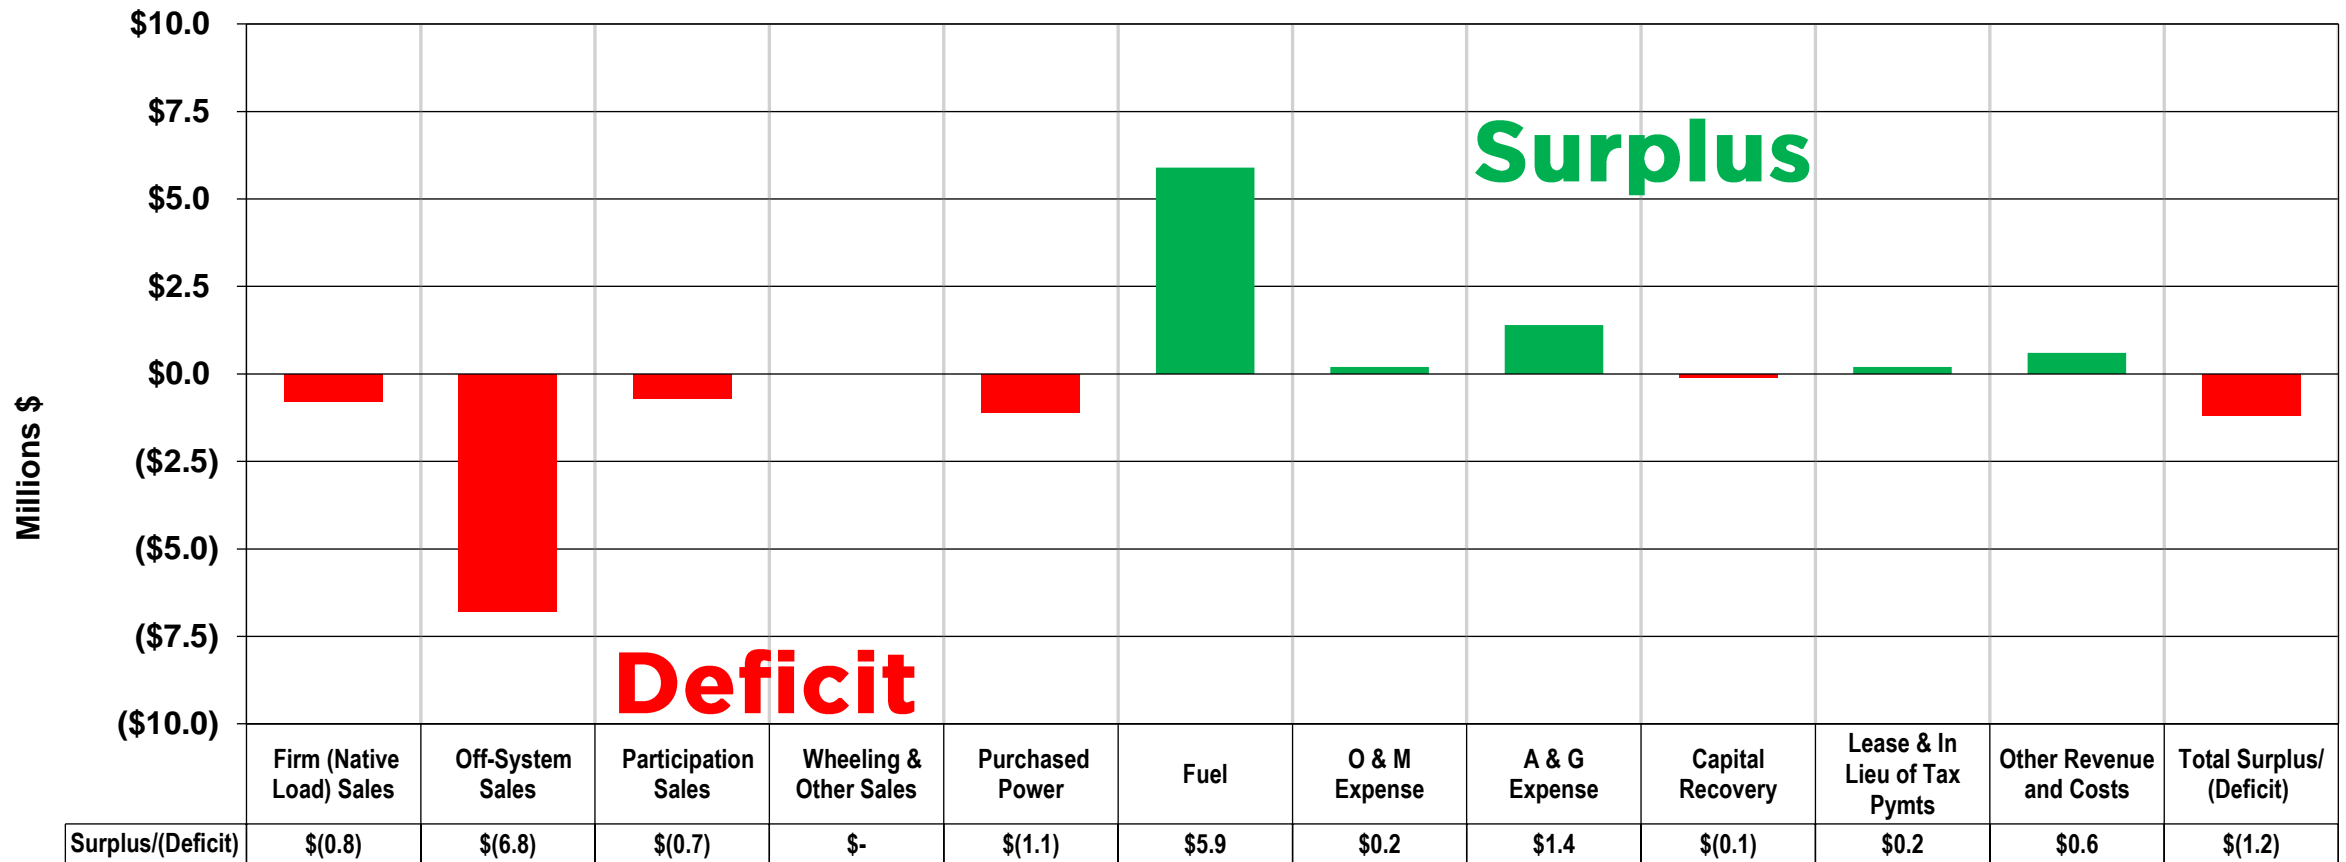 $10.0
$7.5
$5.0
$2.5
$0.0
($2.5)
($5.0)
($7.5)
($10.0)
Millions $
Surplus
Deficit
Firm (Native
Load) Sales
Off-System
Sales
Participation
Sales
Wheeling &
Other Sales
Purchased
Power
Fuel
O & M
Expense
A & G
Expense
Capital
Recovery
Lease & In
Lieu of Tax
Pymts
Other Revenue
and Costs
Total Surplus/
(Deficit)
Surplus/(Deficit) $(0.8) $(6.8) $(0.7) $- $(1.1) $5.9 $0.2 $1.4 $(0.1) $0.2 $0.6 $(1.2)